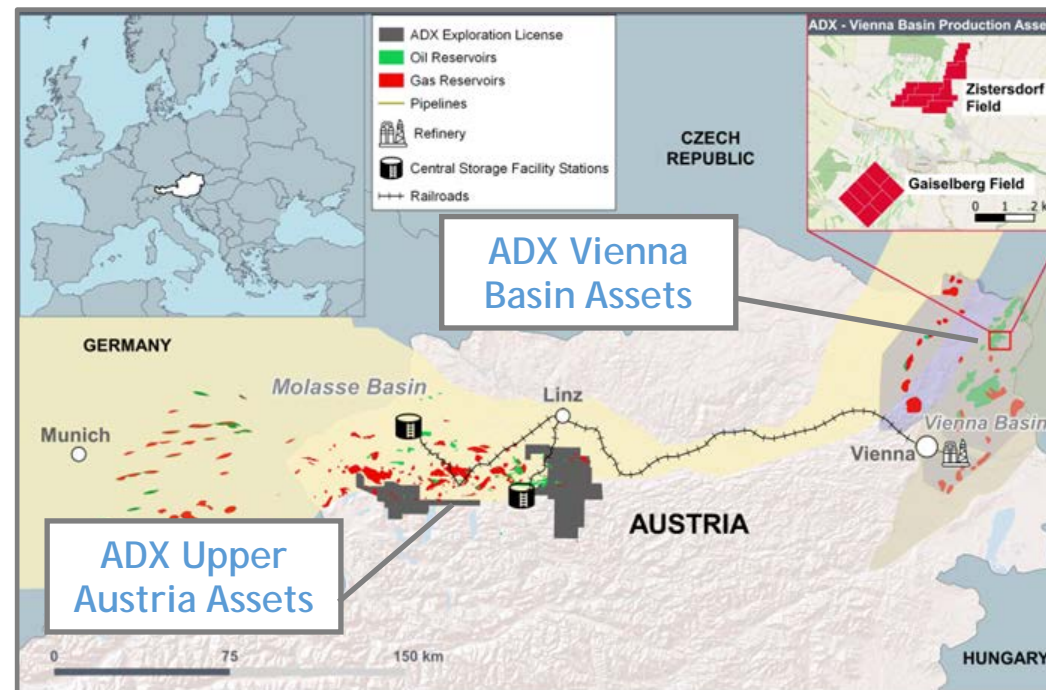 ADX Exploration License
Oil Reservoirs
Gas Reservoirs
Pipelines
Refinery
Central Storage Facility Stations
Railroads
ADX - Vienna Basin Production Asse
Zistersdorf
Field
Gaiselberg Field
0 1 2 k
CZECH
REPUBLIC
ADX Vienna
Basin Assets
GERMANY
Molasse Basin
Linz
Munich
Vienna Basin
Vienna
AUSTRIA
ADX Upper
Austria Assets
0 75 150 km
HUNGARY